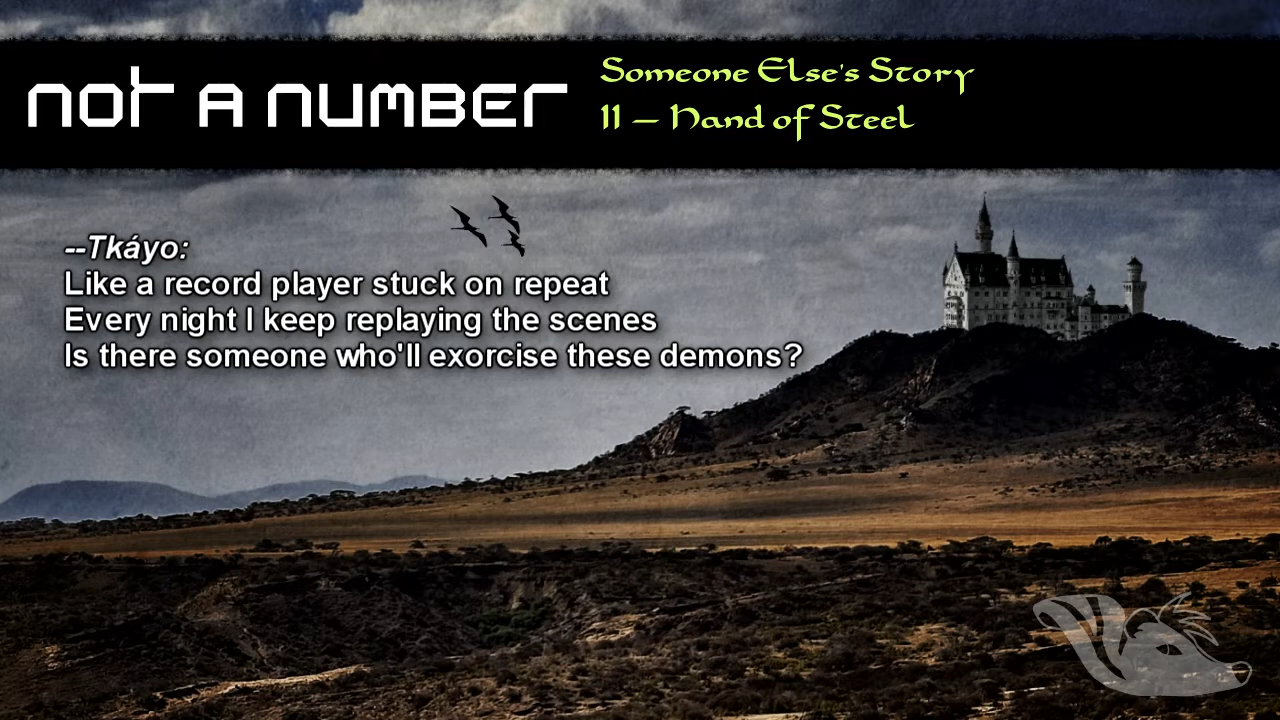 not a number
Someone Else's Story
II – Hand of Steel
--Tkáyo:
Like a record player stuck on repeat
Every night I keep replaying the scenes
Is there someone who'll exorcise these demons?